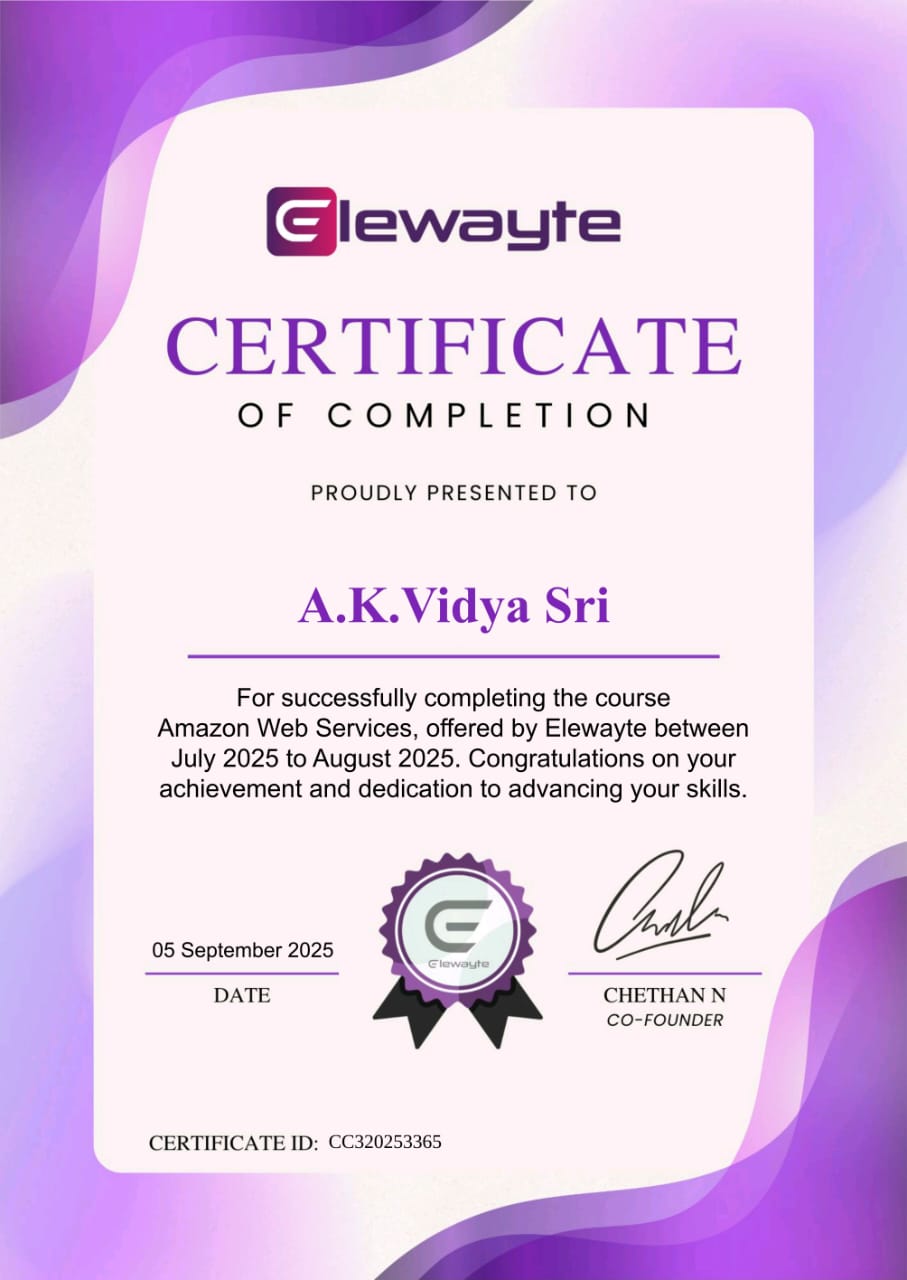 Elewayte
CERTIFICATE
OF COMPLETION
PROUDLY PRESENTED TO
A.K.Vidya Sri
For successfully completing the course
Amazon Web Services, offered by Elewayte between
July 2025 to August 2025. Congratulations on your
achievement and dedication to advancing your skills.
Elewayte
05 September 2025
DATE
CHETHAN N
CO-FOUNDER
CERTIFICATE ID: CC320253365